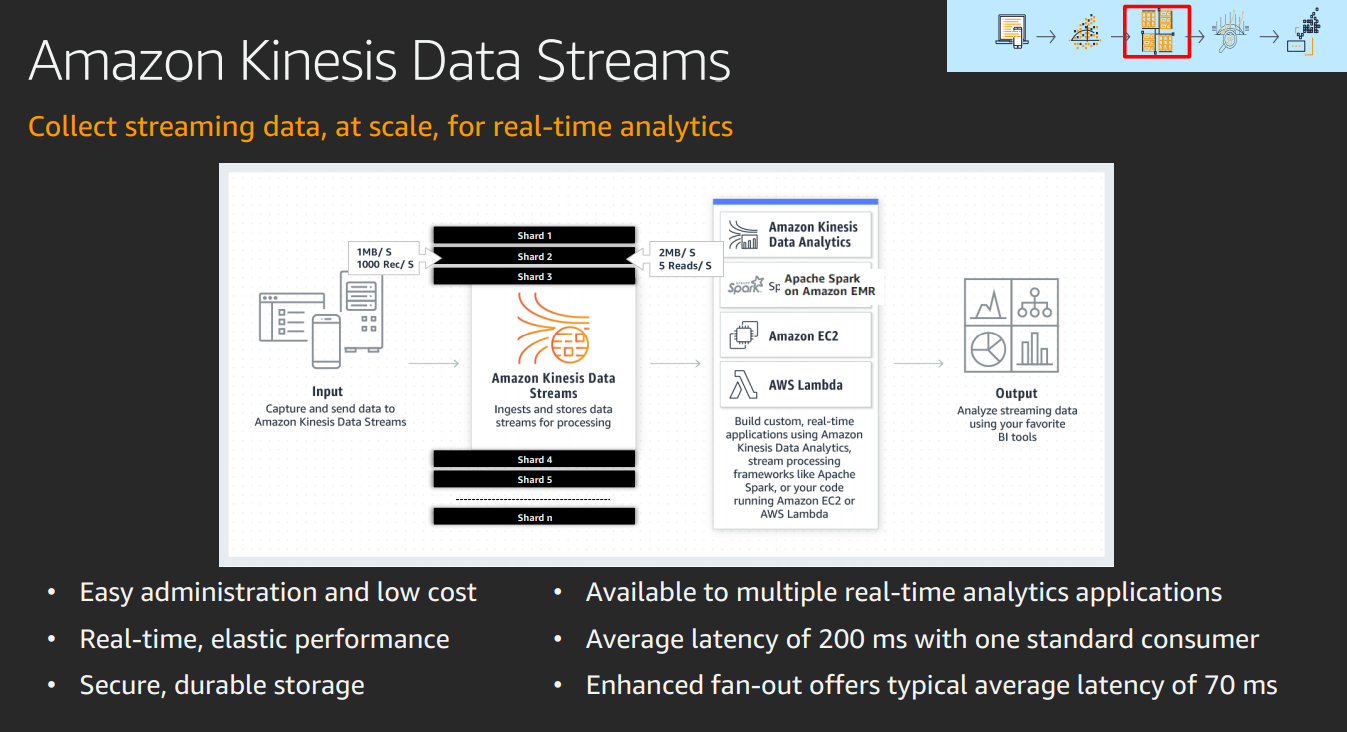 Amazon Kinesis Data Streams
Collect streaming data, at scale, for real-time analytics
1MB/ S
1000 Rec/ S
Input
Capture and send data to
Amazon Kinesis Data Streams
Shard 1
Shard 2
Shard 3
Amazon Kinesis Data
Streams
Ingests and stores data
streams for processing
Shard 4
Shard 5
Shard n
2MB/ S
5 Reads/ S
Amazon Kinesis
Data Analytics
Spark
Sp
Apache Spark
on Amazon EMR
Amazon EC2
AWS Lambda
Build custom, real-time
applications using Amazon
Kinesis Data Analytics,
stream processing
frameworks like Apache
Spark, or your code
running Amazon EC2 or
AWS Lambda
Output
Analyze streaming data
using your favorite
BI tools
• Easy administration and low cost
• Real-time, elastic performance
• Secure, durable storage
• Available to multiple real-time analytics applications
• Average latency of 200 ms with one standard consumer
• Enhanced fan-out offers typical average latency of 70 ms